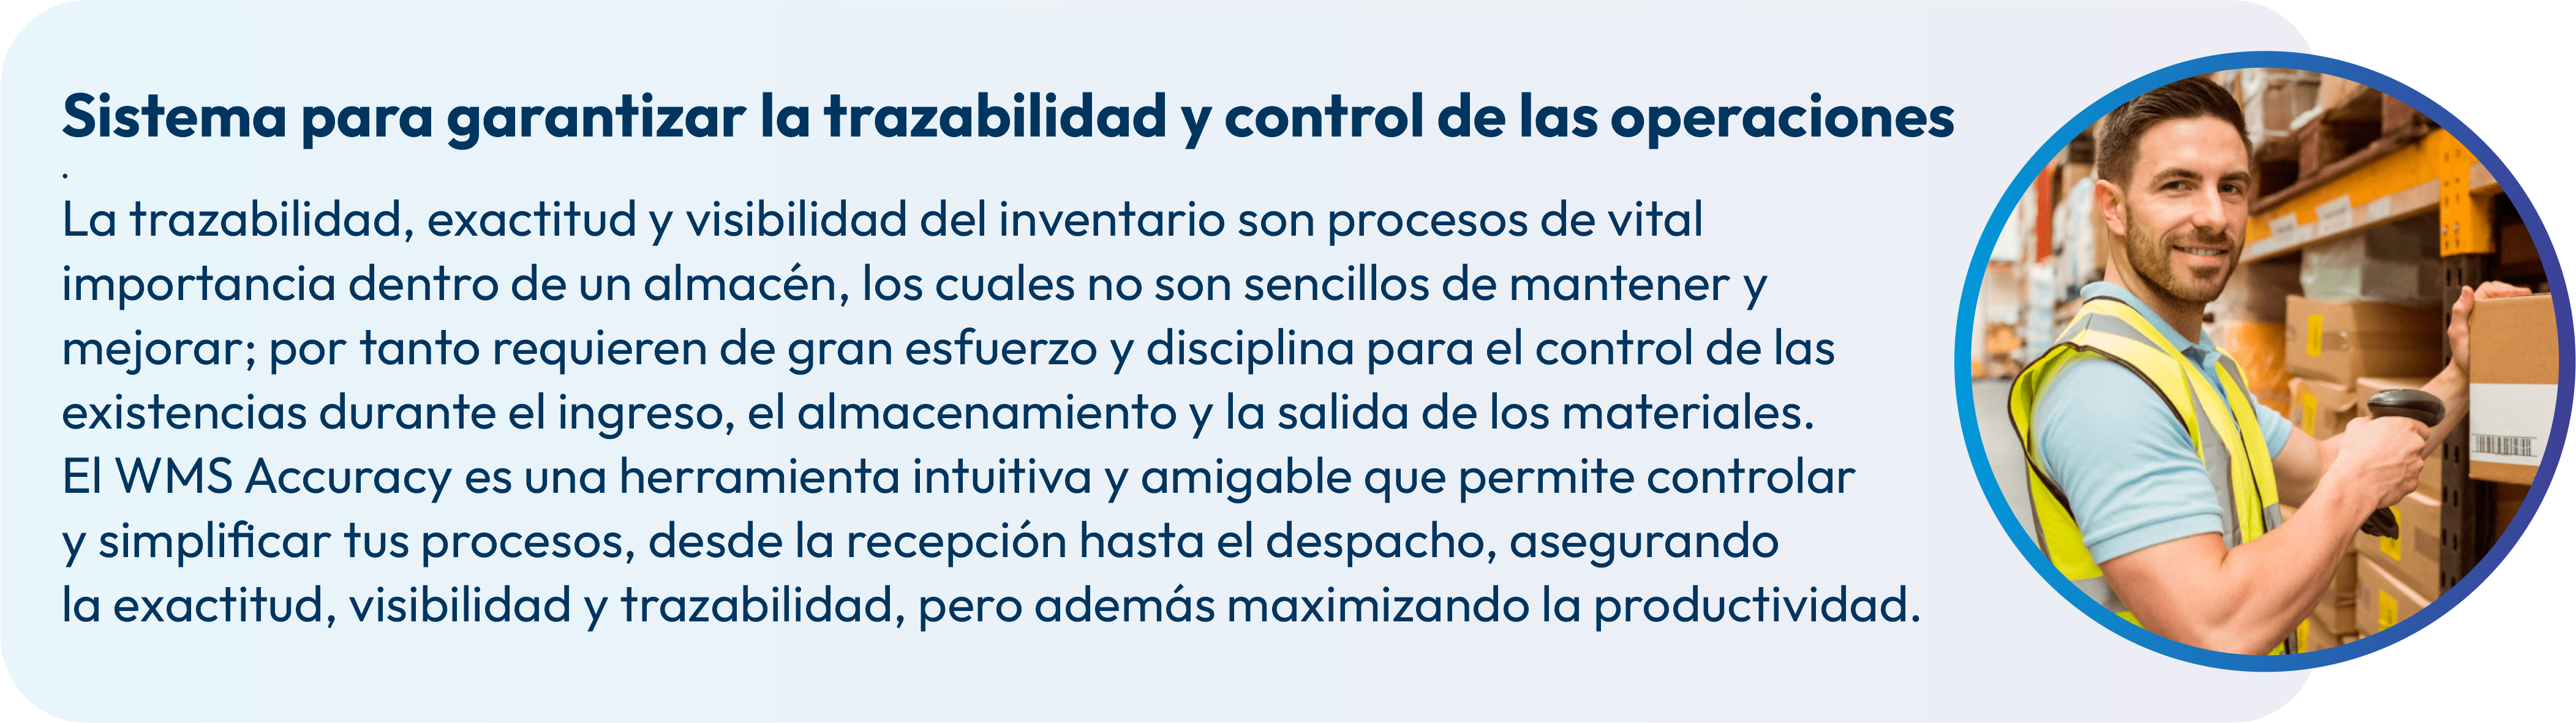 Sistema para garantizar la trazabilidad y control de las operaciones
.
La trazabilidad, exactitud y visibilidad del inventario son procesos de vital
importancia dentro de un almacén, los cuales no son sencillos de mantener y
mejorar; por tanto requieren de gran esfuerzo y disciplina para el control de las
existencias durante el ingreso, el almacenamiento y la salida de los materiales.
El WMS Accuracy es una herramienta intuitiva y amigable que permite controlar
y simplificar tus procesos, desde la recepción hasta el despacho, asegurando
la exactitud, visibilidad y trazabilidad, pero además maximizando la productividad.